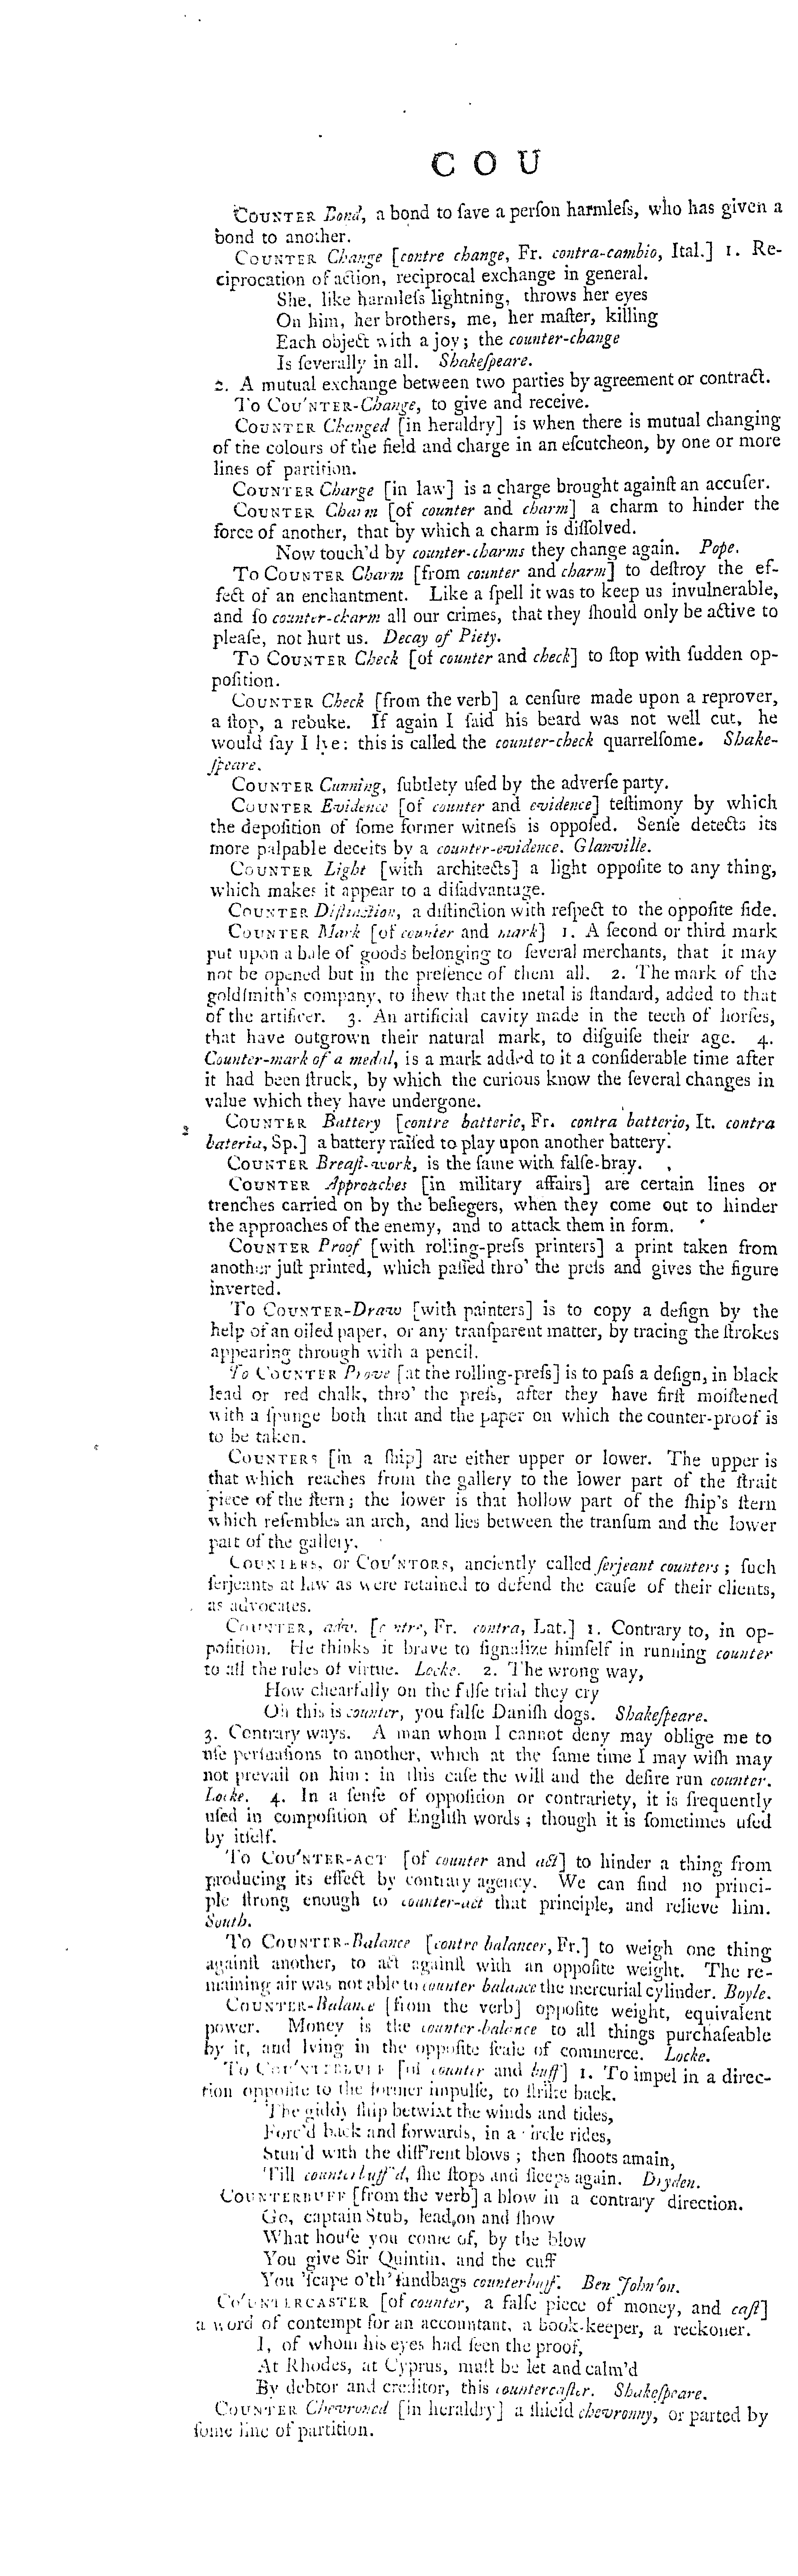 C O U
COUNTER Bond, a bond to ſave a perſon harmleſs, who has given a
bond to another.
COUNTER Change [contre change, Fr. contra-cambio, Ital.] 1. Re-
ciprocation of action, reciprocal exchange in general.
She, like harmleſs lightning, throws her eyes
On him, her brothers, me, her maſter, killing
Each object with a joy; the counter-change
Is ſeverally in all. Shakeſpeare.
2. A mutual exchange between two parties by agreement or contract.
To COU'NTER-Change, to give and receive.
COUNTER Changed [in heraldry] is when there is mutual changing
of the colours of the field and charge in an eſcutcheon, by one or more
lines of partition.
COUNTER Charge [in law] is a charge brought againſt an accuſer.
COUNTER Charm [of counter and charm] a charm to hinder the
force of another, that by which a charm is diſſolved.
Now touch'd by counter-charms they change again. Pope.
To COUNTER Charm [from counter and charm] to deſtroy the ef-
fect of an enchantment. Like a ſpell it was to keep us invulnerable,
and ſo counter-charm all our crimes, that they ſhould only be active to
pleaſe, not hurt us. Decay of Piety.
To COUNTER Check [of counter and check] to ſtop with ſudden op-
poſition.
COUNTER Check [from the verb] a cenſure made upon a reprover,
a ſtop, a rebuke. If again I ſaid his beard was not well cut, he
would ſay I lye: this is called the counter-check quarrelſome. Shake-
ſpeare.
COUNTER Cunning, ſubtlety uſed by the adverſe party.
COUNTER Evidence [of counter and evidence] teſtimony by which
the depoſition of ſome former witneſs is oppoſed. Senſe detects its
more palpable deceits by a counter-evidence. Glanville.
COUNTER Light [with architects] a light oppoſite to any thing,
which makes it appear to a diſadvantage.
COUNTER Diſtinction, a diſtinction with reſpect to the oppoſite ſide.
COUNTER Mark [of counter and mark] 1. A ſecond or third mark
put upon a bale of goods belonging to ſeveral merchants, that it may
not be opened but in the preſence of them all. 2. The mark of the
goldſmith's company, to ſhew that the metal is ſtandard, added to that
of the artificer. 3. An artificial cavity made in the teeth of horſes,
that have outgrown their natural mark, to diſguiſe their age. 4.
Counter-mark of a medal, is a mark added to it a conſiderable time after
it had been ſtruck, by which the curious know the ſeveral changes in
value which they have undergone.
COUNTER Battery [contre batterie, Fr. contra batterio, It. contra
bateria, Sp.] a battery raiſed to play upon another battery.
COUNTER Breaſt-work, is the ſame with falſe-bray.
COUNTER Approaches [in military affairs] are certain lines or
trenches carried on by the beſiegers, when they come out to hinder
the approaches of the enemy, and to attack them in form.
COUNTER Proof [with rolling-preſs printers] a print taken from
another juſt printed, which paſſed thro' the preſs and gives the figure
inverted.
To COUNTER-Draw [with painters] is to copy a deſign by the
help of an oiled paper, or any tranſparent matter, by tracing the ſtrokes
appearing through with a pencil.
To COUNTER Prove [at the rolling-preſs] is to paſs a deſign, in black
lead or red chalk, thro' the preſs, after they have firſt moiſtened
with a ſpunge both that and the paper on which the counter-proof is
to be taken.
COUNTERS [in a ſhip] are either upper or lower. The upper is
that which reaches from the gallery to the lower part of the ſtrait
piece of the ſtern; the lower is that hollow part of the ſhip's ſtern
which reſembles an arch, and lies between the tranſum and the lower
part of the gallery.
COUNTERS, or COU'NTORS, anciently called ſerjeant counters; ſuch
ſerjeants at law as were retained to defend the cauſe of their clients,
as advocates.
COUNTER, adv. [contre, Fr. contra, Lat.] 1. Contrary to, in op-
poſition. He thinks it brave to ſignalize himſelf in running counter
to all the rules of virtue. Locke. 2. The wrong way,
How chearfully on the falſe trial they cry
Oh this is counter, you falſe Daniſh dogs. Shakeſpeare.
3. Contrary ways. A man whom I cannot deny may oblige me to
uſe perſuaſions to another, which at the ſame time I may wiſh may
not prevail on him: in this caſe the will and the deſire run counter.
Locke. 4. In a ſenſe of oppoſition or contrariety, it is frequently
uſed in compoſition of Engliſh words; though it is ſometimes uſed
by itſelf.
To COU'NTER-ACT [of counter and act] to hinder a thing from
producing its effect by contrary agency. We can find no princi-
ple ſtrong enough to counter-act that principle, and relieve him.
South.
To COUNTER-Balance [contre balancer, Fr.] to weigh one thing
againſt another, to act againſt with an oppoſite weight. The re-
maining air was not able to counter balance the mercurial cylinder. Boyle.
COUNTER-Balance [from the verb] oppoſite weight, equivalent
power. Money is the counter-balance to all things purchaſeable
by it, and lying in the oppoſite ſcale of commerce. Locke.
To COU'NTERBUFF [of counter and buff] 1. To impel in a direc-
tion oppoſite to the former impulſe, to ſtrike back.
The giddy ſhip betwixt the winds and tides,
Forc'd back and forwards, in a circle rides,
Stun'd with the diff'rent blows; then ſhoots amain,
'Till counterbuff'd, ſhe ſtops and ſleeps again. Dryden.
COUNTERBUFF [from the verb] a blow in a contrary direction.
Go, captain Stub, lead on and ſhow
What houſe you come of, by the blow
You give Sir Quintin, and the cuff
You 'ſcape o'th' ſandbags counterbuff. Ben Johnſon.
CO'UNTERCASTER [of counter, a falſe piece of money, and caſt]
a word of contempt for an accountant, a book-keeper, a reckoner.
I, of whom his eyes had ſeen the proof,
At Rhodes, at Cyprus, muſt be let and calm'd
By debtor and creditor, this countercaſter. Shakeſpeare.
COUNTER Chevroned [in heraldry] a ſhield chevronny, or parted by
ſome line of partition.